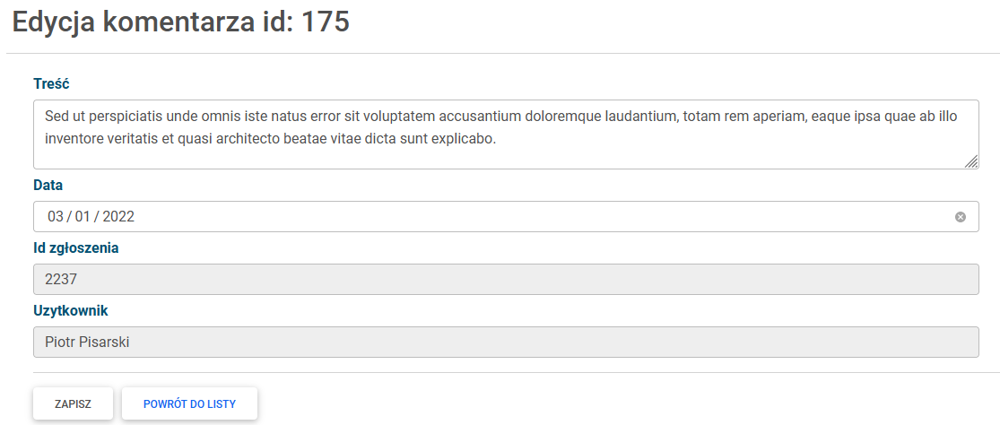 Edycja komentarza id: 175
Treść
Sed ut perspiciatis unde omnis iste natus error sit voluptatem accusantium doloremque laudantium, totam rem aperiam, eaque ipsa quae ab illo
inventore veritatis et quasi architecto beatae vitae dicta sunt explicabo.
Data
03 / 01 / 2022
Id zgłoszenia
2237
Uzytkownik
Piotr Pisarski
ZAPISZ POWRÓT DO LISTY